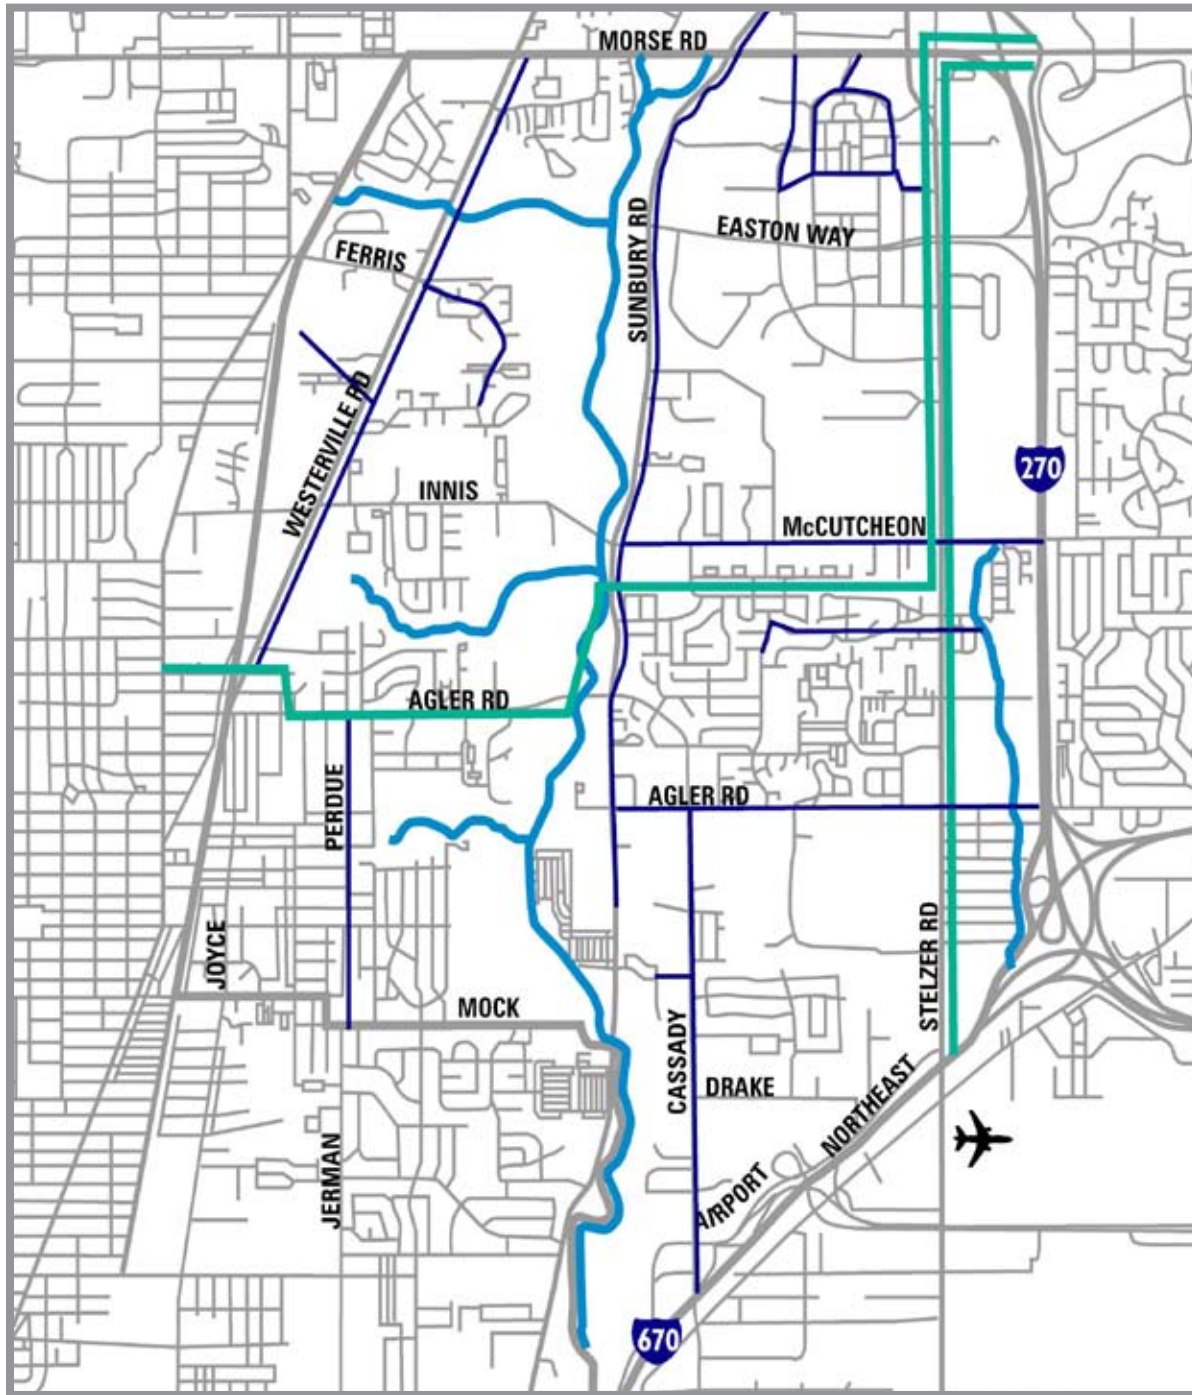 MORSE RD
SUNBURY RD
EASTON WAY
FERRIS
WESTERVILLE RD
270
INNIS
McCUTCHEON
AGLER RD
PERDUE
AGLER RD
JOYCE
STELZER RD
MOCK
CASSADY
DRAKE
NORTHEAST
JERMAN
AIRPORT
670